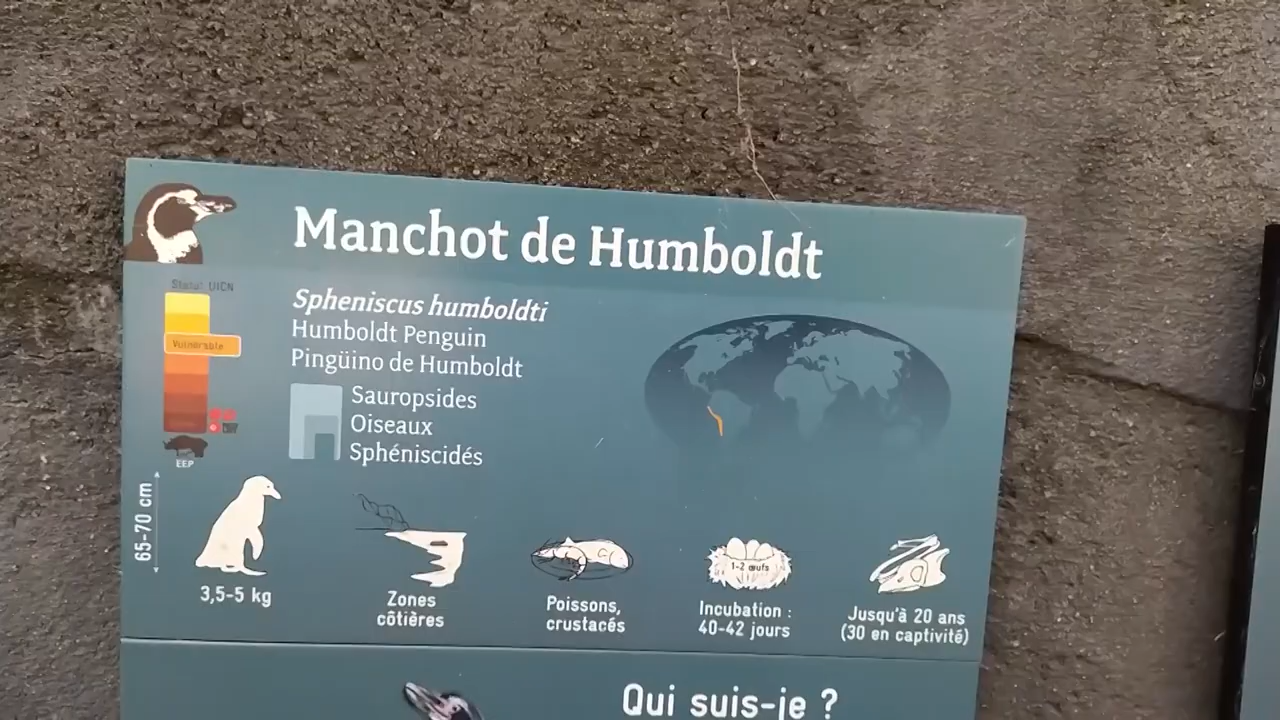 Manchot de Humboldt
Statut UICN
Vulnérable
EEP
Spheniscus humboldti
Humboldt Penguin
Pingüino de Humboldt
Sauropsides
Oiseaux
Sphéniscidés
65-70 cm
3,5-5 kg
Zones
côtières
Poissons,
crustacés
1-2 œufs
Incubation :
40-42 jours
Jusqu'à 20 ans
(30 en captivité)
Qui suis-je ?